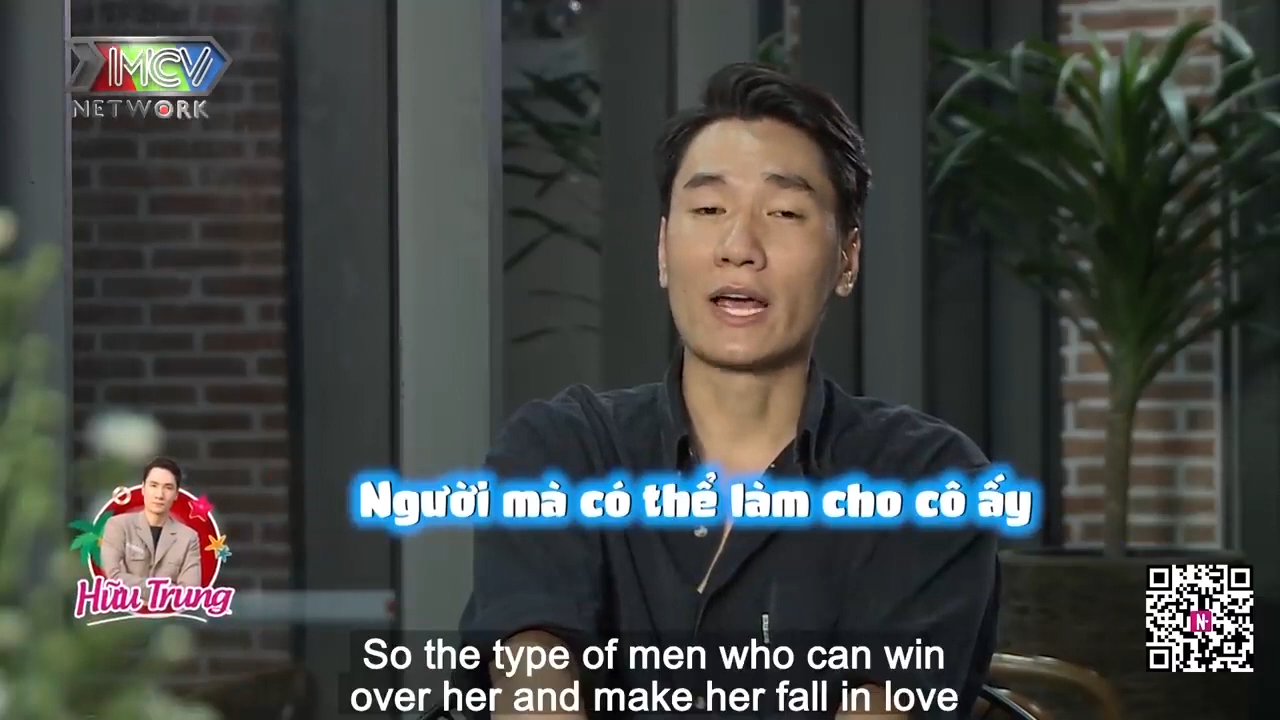 MCV
NETWORK
Người mà có thể làm cho cô ấy
Hữu Trung
N
So the type of men who can win
over her and make her fall in love